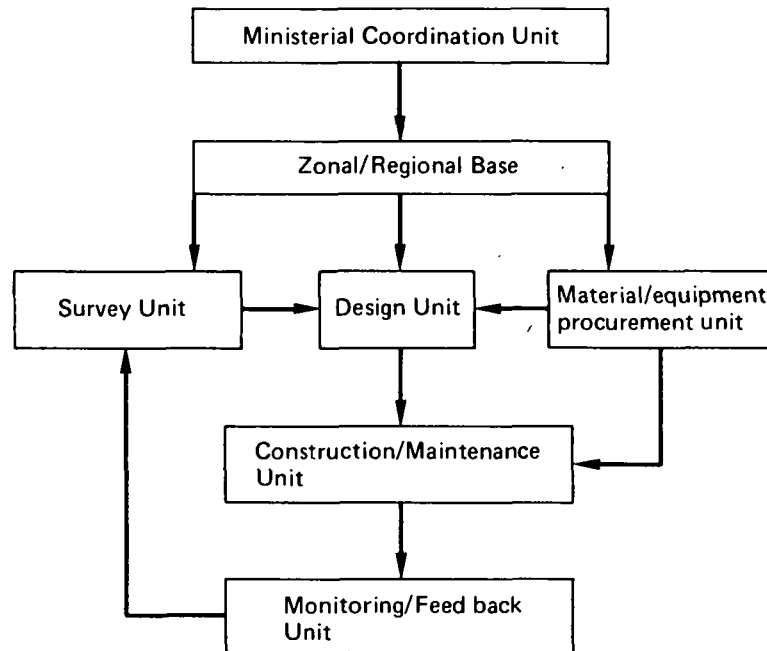 Ministerial Coordination Unit
Zonal/Regional Base
Survey Unit
Design Unit
Material/equipment
procurement unit
Construction/Maintenance
Unit
Monitoring/Feed back
Unit